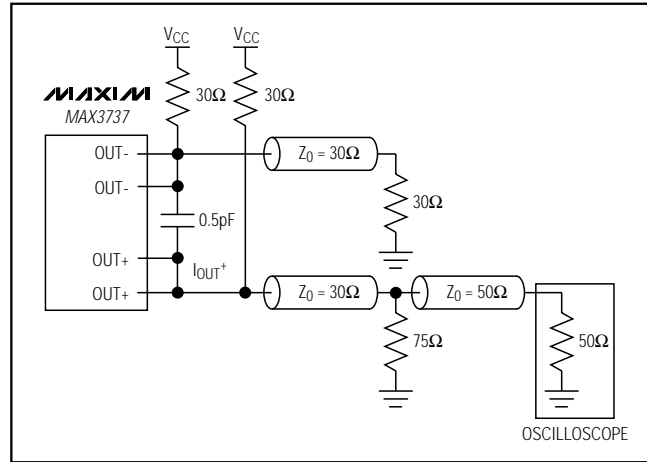 VCC VCC
30Ω 30Ω
MAXIM
MAX3737
OUT-
Z0 = 30Ω
OUT-
30Ω
0.5pF
OUT+
IOUT+
OUT+
Z0 = 30Ω
Z0 = 50Ω
75Ω
50Ω
OSCILLOSCOPE